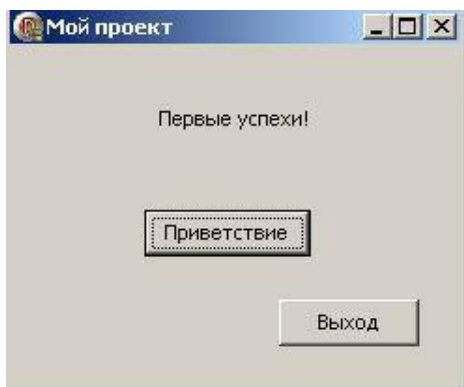 Мой проект
Первые успехи!
Приветствие
Выход